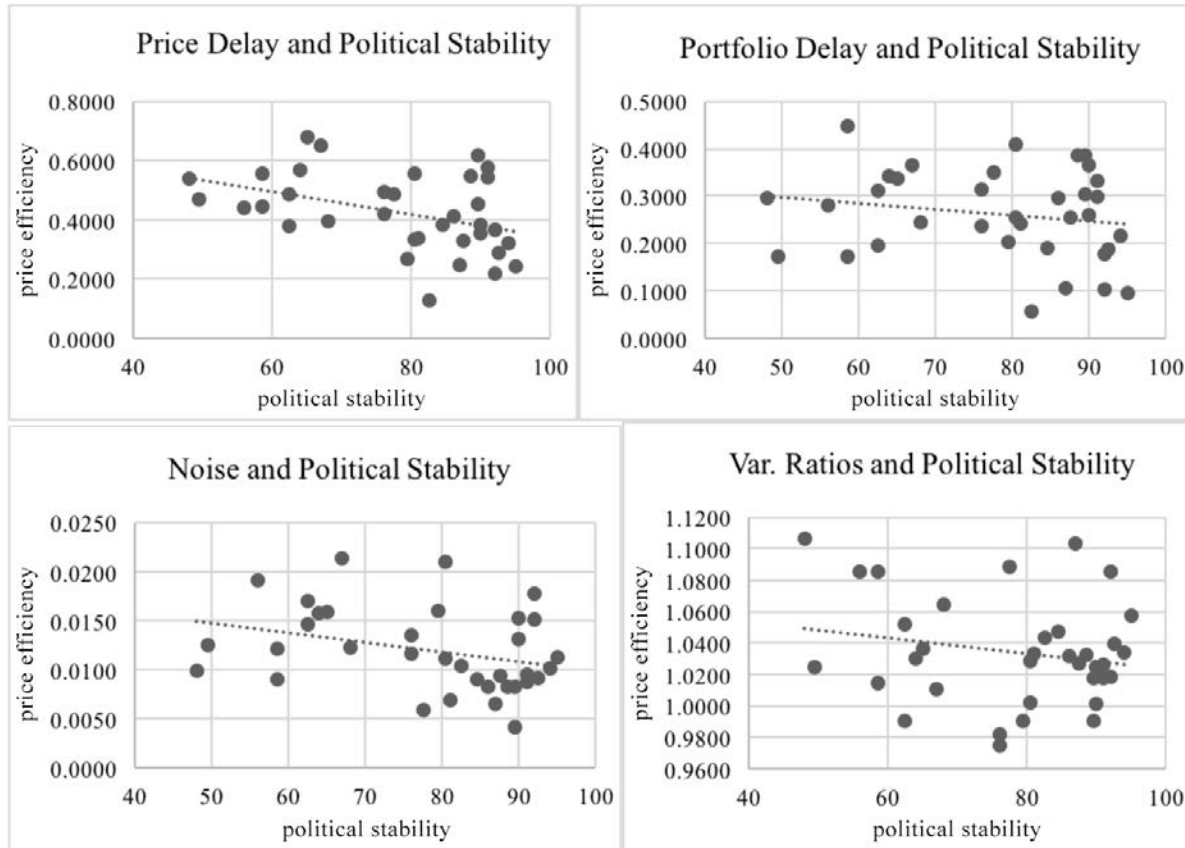 Price Delay and Political Stability
price efficiency
0.8000
0.6000
0.4000
0.2000
0.0000
40 60 80 100
political stability
Portfolio Delay and Political Stability
price efficiency
0.5000
0.4000
0.3000
0.2000
0.1000
0.0000
40 50 60 70 80 90 100
political stability
Noise and Political Stability
price efficiency
0.0250
0.0200
0.0150
0.0100
0.0050
0.0000
40 50 60 70 80 90 100
political stability
Var. Ratios and Political Stability
price efficiency
1.1200
1.1000
1.0800
1.0600
1.0400
1.0200
1.0000
0.9800
0.9600
40 60 80 100
political stability